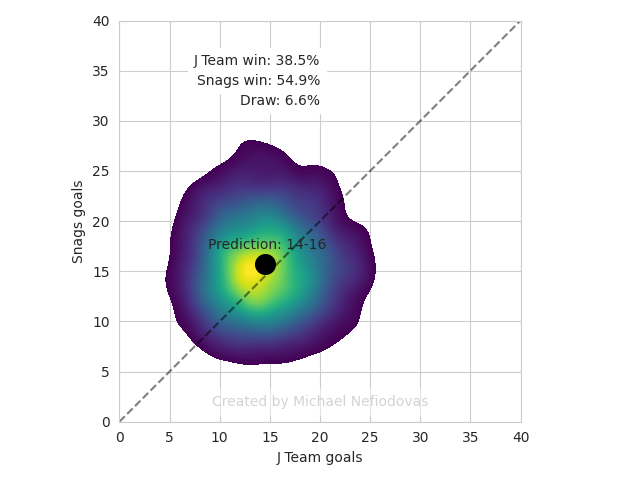 40
35
30
25
20
15
10
5
0
Snags goals
J Team win: 38.5%
Snags win: 54.9%
Draw: 6.6%
Prediction: 14-16
Created by Michael Nefiodovas
0 5 10 15 20 25 30 35 40
J Team goals